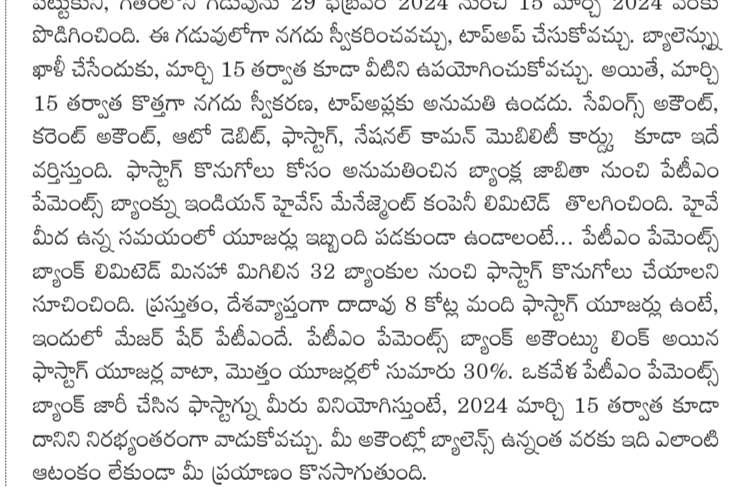 పెట్టుకుని, గతంలోని గడువును 29 ఫిబ్రవరి 2024 నుంచి 15 మార్చి 2024 వరకు
పొడిగించింది. ఈ గడువులోగా నగదు స్వీకరించవచ్చు, టాప్అప్ చేసుకోవచ్చు. బ్యాలెన్స్ను
ఖాళీ చేసేందుకు, మార్చి 15 తర్వాత కూడా వీటిని ఉపయోగించుకోవచ్చు. అయితే, మార్చి
15 తర్వాత కొత్తగా నగదు స్వీకరణ, టాప్అప్లకు అనుమతి ఉండదు. సేవింగ్స్ అకౌంట్,
కరెంట్ అకౌంట్, ఆటో డెబిట్, ఫాస్టాగ్, నేషనల్ కామన్ మొబిలిటీ కార్డ్కు కూడా ఇదే
వర్తిస్తుంది. ఫాస్టాగ్ కొనుగోలు కోసం అనుమతించిన బ్యాంక్ల జాబితా నుంచి పేటీఎం
పేమెంట్స్ బ్యాంక్ను ఇండియన్ హైవేస్ మేనేజ్మెంట్ కంపెనీ లిమిటెడ్ తొలగించింది. హైవే
మీద ఉన్న సమయంలో యూజర్లు ఇబ్బంది పడకుండా ఉండాలంటే... పేటీఎం పేమెంట్స్
బ్యాంక్ లిమిటెడ్ మినహా మిగిలిన 32 బ్యాంకుల నుంచి ఫాస్టాగ్ కొనుగోలు చేయాలని
సూచించింది. ప్రస్తుతం, దేశవ్యాప్తంగా దాదావు 8 కోట్ల మంది ఫాస్టాగ్ యూజర్లు ఉంటే,
ఇందులో మేజర్ షేర్ పేటీఎందే. పేటీఎం పేమెంట్స్ బ్యాంక్ అకౌంట్కు లింక్ అయిన
ఫాస్టాగ్ యూజర్ల వాటా, మొత్తం యూజర్లలో సుమారు 30%. ఒకవేళ పేటీఎం పేమెంట్స్
బ్యాంక్ జారీ చేసిన ఫాస్టాగ్ను మీరు వినియోగిస్తుంటే, 2024 మార్చి 15 తర్వాత కూడా
దానిని నిరభ్యంతరంగా వాడుకోవచ్చు. మీ అకౌంట్లో బ్యాలెన్స్ ఉన్నంత వరకు ఇది ఎలాంటి
ఆటంకం లేకుండా మీ ప్రయాణం కొనసాగుతుంది.